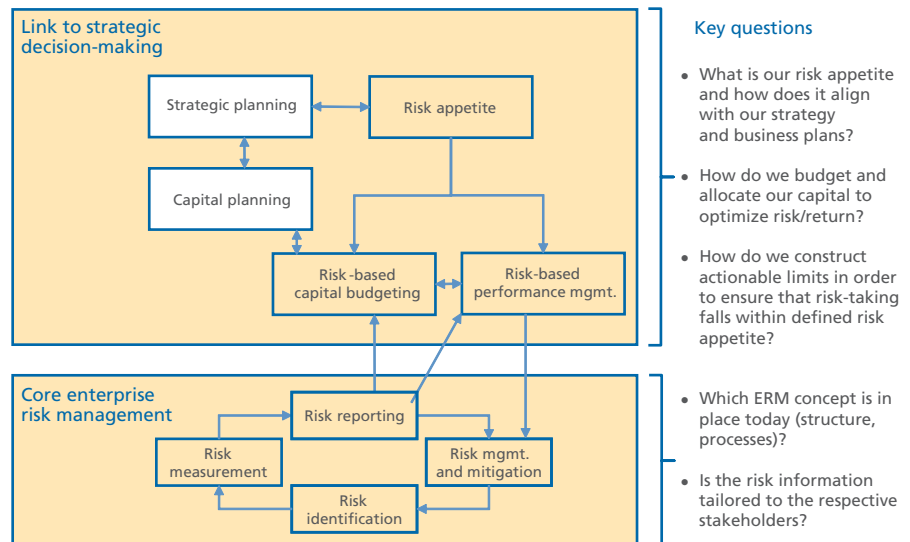 Link to strategic
decision-making
Strategic planning
Risk appetite
Capital planning
Risk-based
capital budgeting
Risk-based
performance mgmt.
Core enterprise
risk management
Risk reporting
Risk
measurement
Risk mgmt.
and mitigation
Risk
identification
Key questions
• What is our risk appetite
and how does it align
with our strategy
and business plans?
• How do we budget and
allocate our capital to
optimize risk/return?
• How do we construct
actionable limits in order
to ensure that risk-taking
falls within defined risk
appetite?
• Which ERM concept is in
place today (structure,
processes)?
• Is the risk information
tailored to the respective
stakeholders?